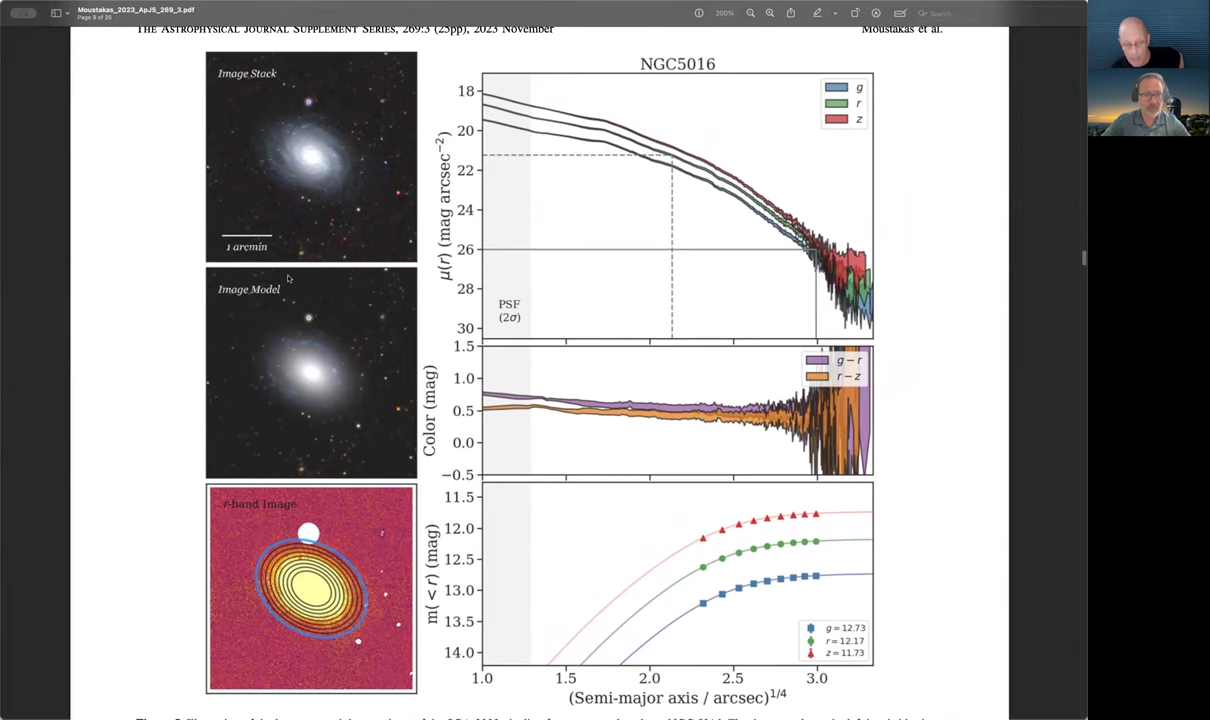 Moustakas_2023_ApJS_269_3.pdf
Page 9 of 25
200%
Search
THE ASTROPHYSICAL JOURNAL SUPPLEMENT SERIES, 269:3 (25pp), 2023 November
Moustakas et al.
Image Stack
1 arcmin
Image Model
r-band Image
NGC5016
g
r
z
18
20
22
24
26
28
30
μ(r) (mag arcsec⁻²)
PSF
(2σ)
g − r
r − z
1.5
1.0
0.5
0.0
−0.5
Color (mag)
11.5
12.0
12.5
13.0
13.5
14.0
m(< r) (mag)
g = 12.73
r = 12.17
z = 11.73
1.0 1.5 2.0 2.5 3.0
(Semi-major axis / arcsec)^1/4